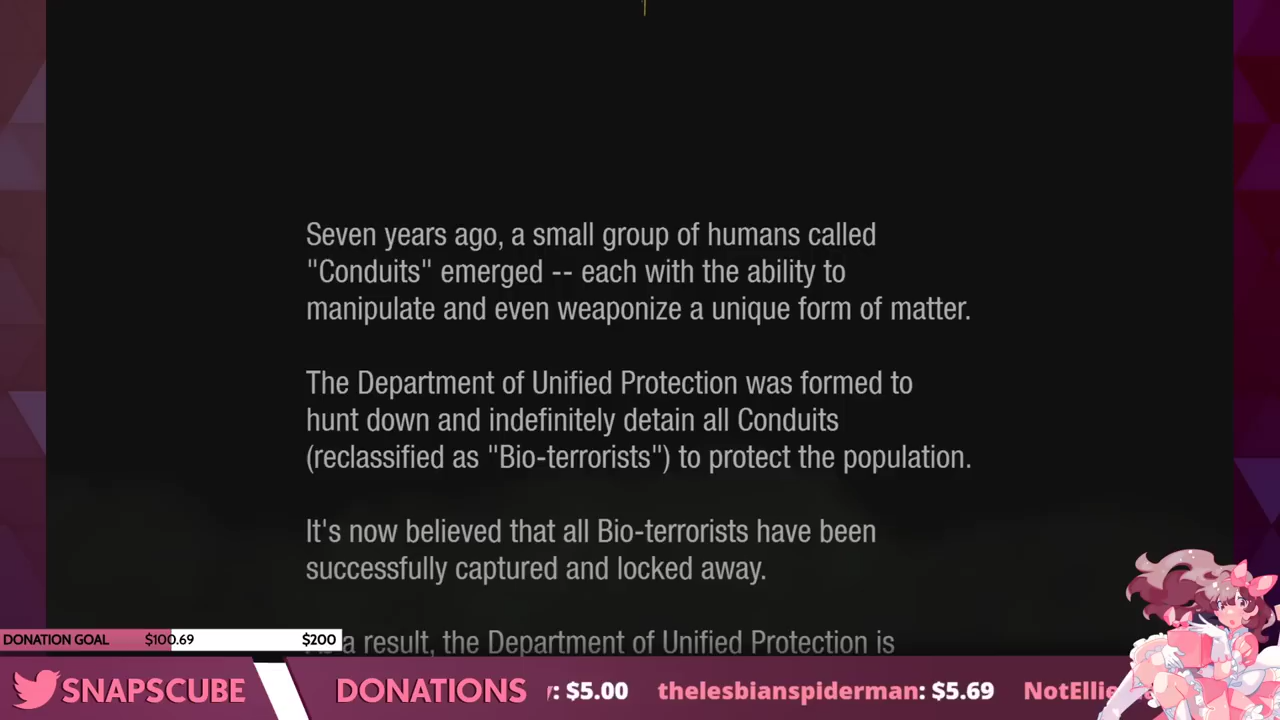 Seven years ago, a small group of humans called
"Conduits" emerged -- each with the ability to
manipulate and even weaponize a unique form of matter.
The Department of Unified Protection was formed to
hunt down and indefinitely detain all Conduits
(reclassified as "Bio-terrorists") to protect the population.
It's now believed that all Bio-terrorists have been
successfully captured and locked away.
a result, the Department of Unified Protection is
DONATION GOAL $100.69 $200
SNAPSCUBE DONATIONS : $5.00 thelesbianspiderman: $5.69 NotEllie